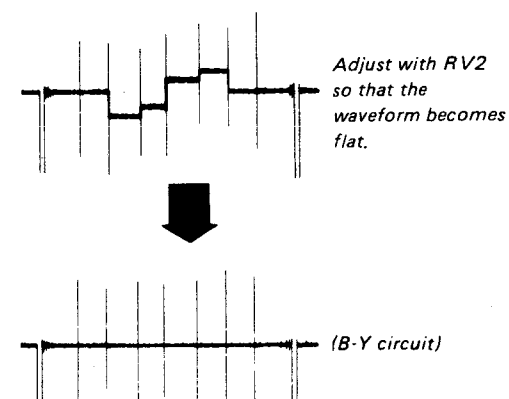 Adjust with RV2
so that the
waveform becomes
flat.
(B-Y circuit)